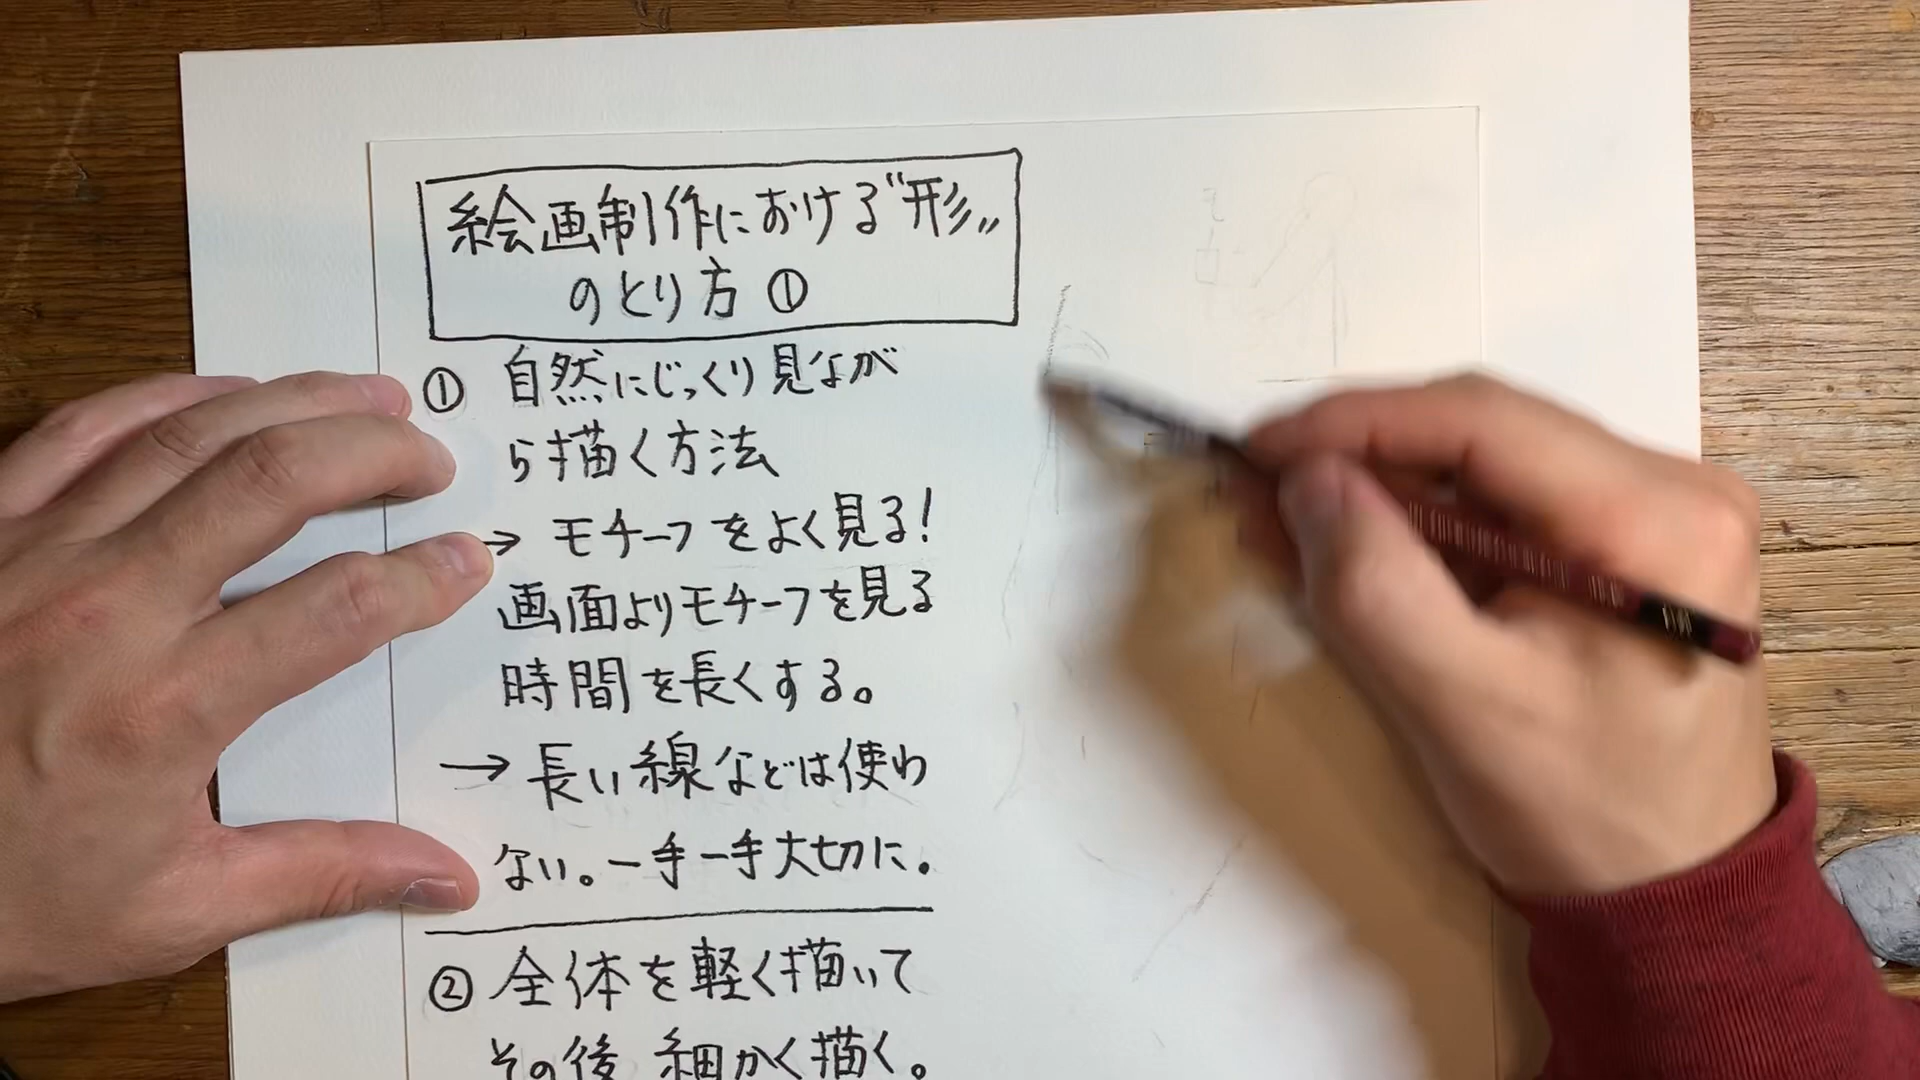 絵画制作における“形”
のとり方 ①
① 自然にじっくり見なが
ら描く方法
→ モチーフをよく見る!
画面よりモチーフを見る
時間を長くする。
→ 長い線などは使わ
ない。一手一手大切に。
② 全体を軽く描いて
その後 細かく描く。